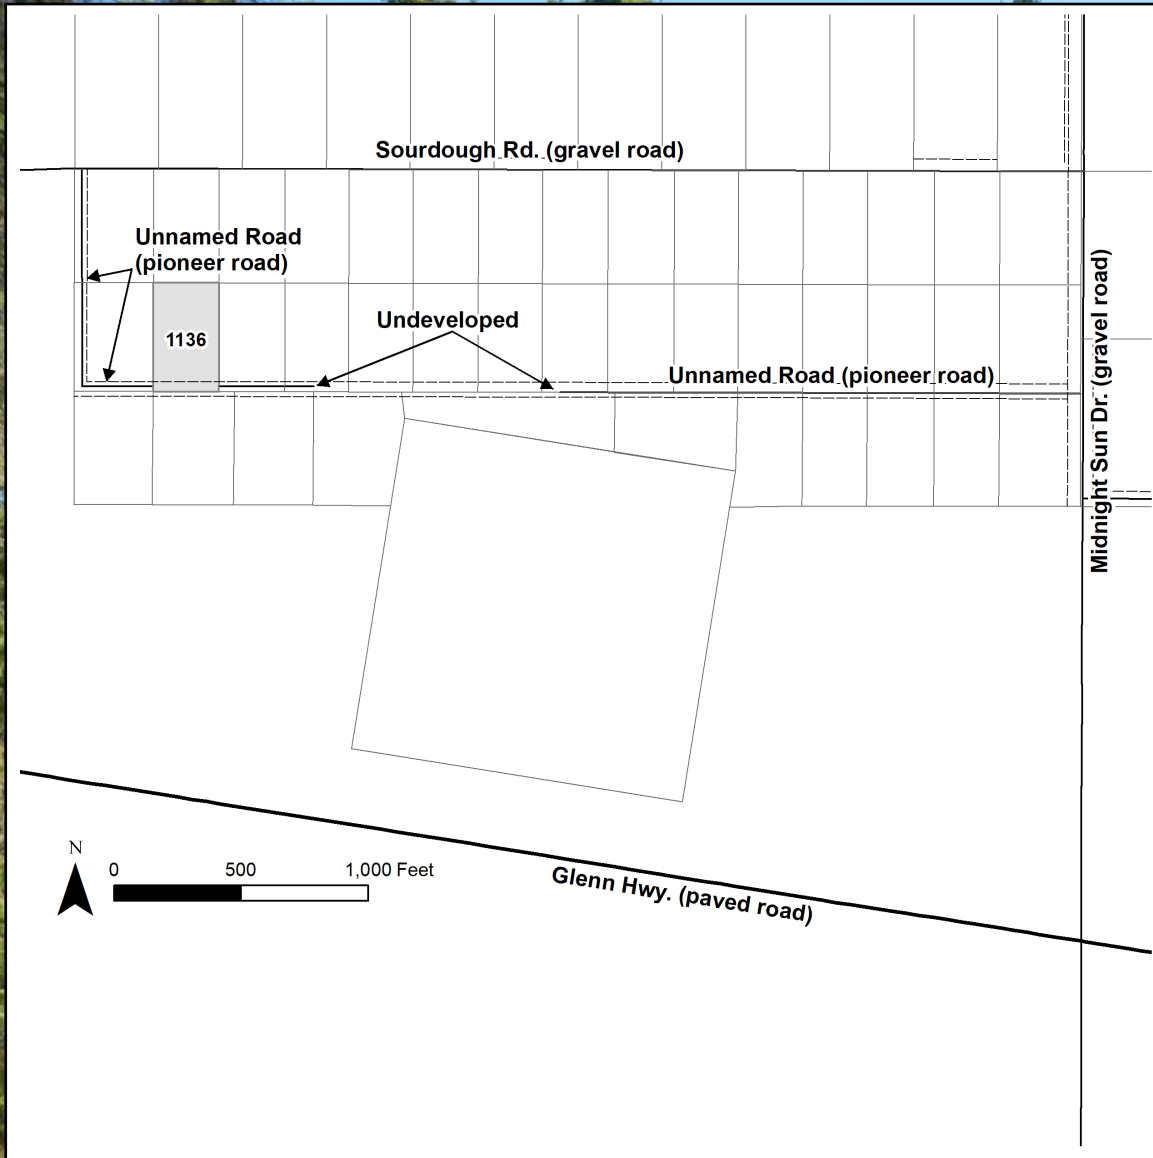 Sourdough Rd. (gravel road)
Unnamed Road
(pioneer road)
Undeveloped
1136
Unnamed Road (pioneer road)
Midnight Sun Dr. (gravel road)
N
0 500 1,000 Feet
Glenn Hwy. (paved road)